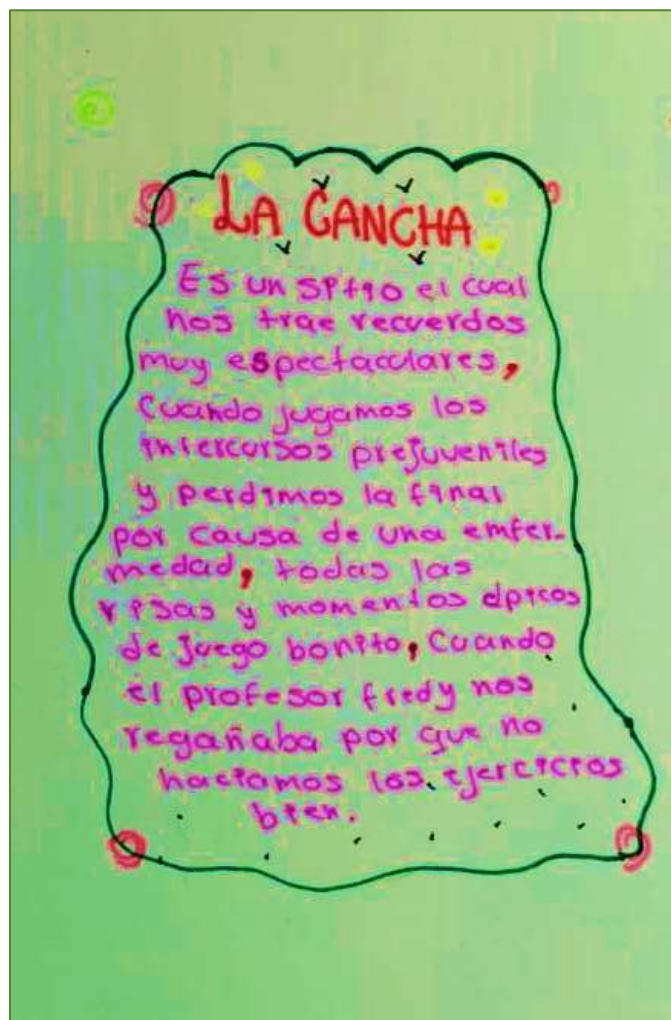 LA CANCHA
Es un sitio el cual
nos trae recuerdos
muy espectaculares,
Cuando jugamos los
intercursos prejuveniles
y perdimos la final
por causa de una emfer-
medad, todas las
risas y momentos épicos
de juego bonito, Cuando
el profesor fredy nos
regañaba por que no
haciamos los ejercicios
bien.